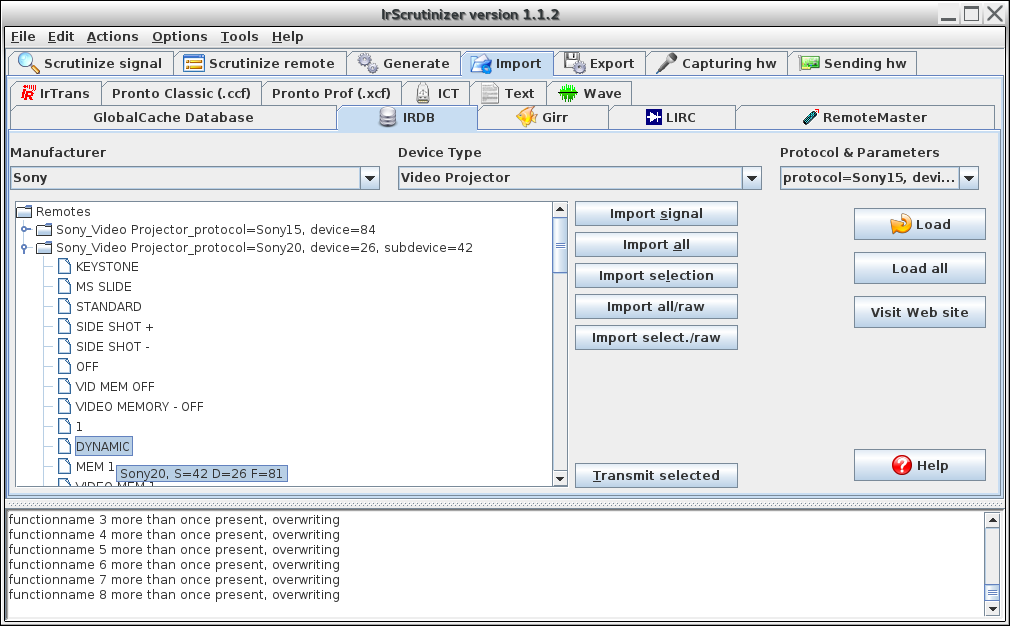 IrScrutinizer version 1.1.2
File Edit Actions Options Tools Help
Scrutinize signal Scrutinize remote Generate Import Export Capturing hw Sending hw
IrTrans Pronto Classic (.ccf) Pronto Prof (.xcf) ICT Text Wave
GlobalCache Database IRDB Girr LIRC RemoteMaster
Manufacturer Device Type Protocol & Parameters
Sony Video Projector protocol=Sony15, devi...
Remotes
Sony_Video Projector_protocol=Sony15, device=84
Sony_Video Projector_protocol=Sony20, device=26, subdevice=42
KEYSTONE
MS SLIDE
STANDARD
SIDE SHOT +
SIDE SHOT -
OFF
VID MEM OFF
VIDEO MEMORY - OFF
1
DYNAMIC
MEM 1
Sony20, S=42 D=26 F=81
VIDEO MEM 1
Import signal
Import all
Import selection
Import all/raw
Import select./raw
Transmit selected
Load
Load all
Visit Web site
Help
functionname 3 more than once present, overwriting
functionname 4 more than once present, overwriting
functionname 5 more than once present, overwriting
functionname 6 more than once present, overwriting
functionname 7 more than once present, overwriting
functionname 8 more than once present, overwriting